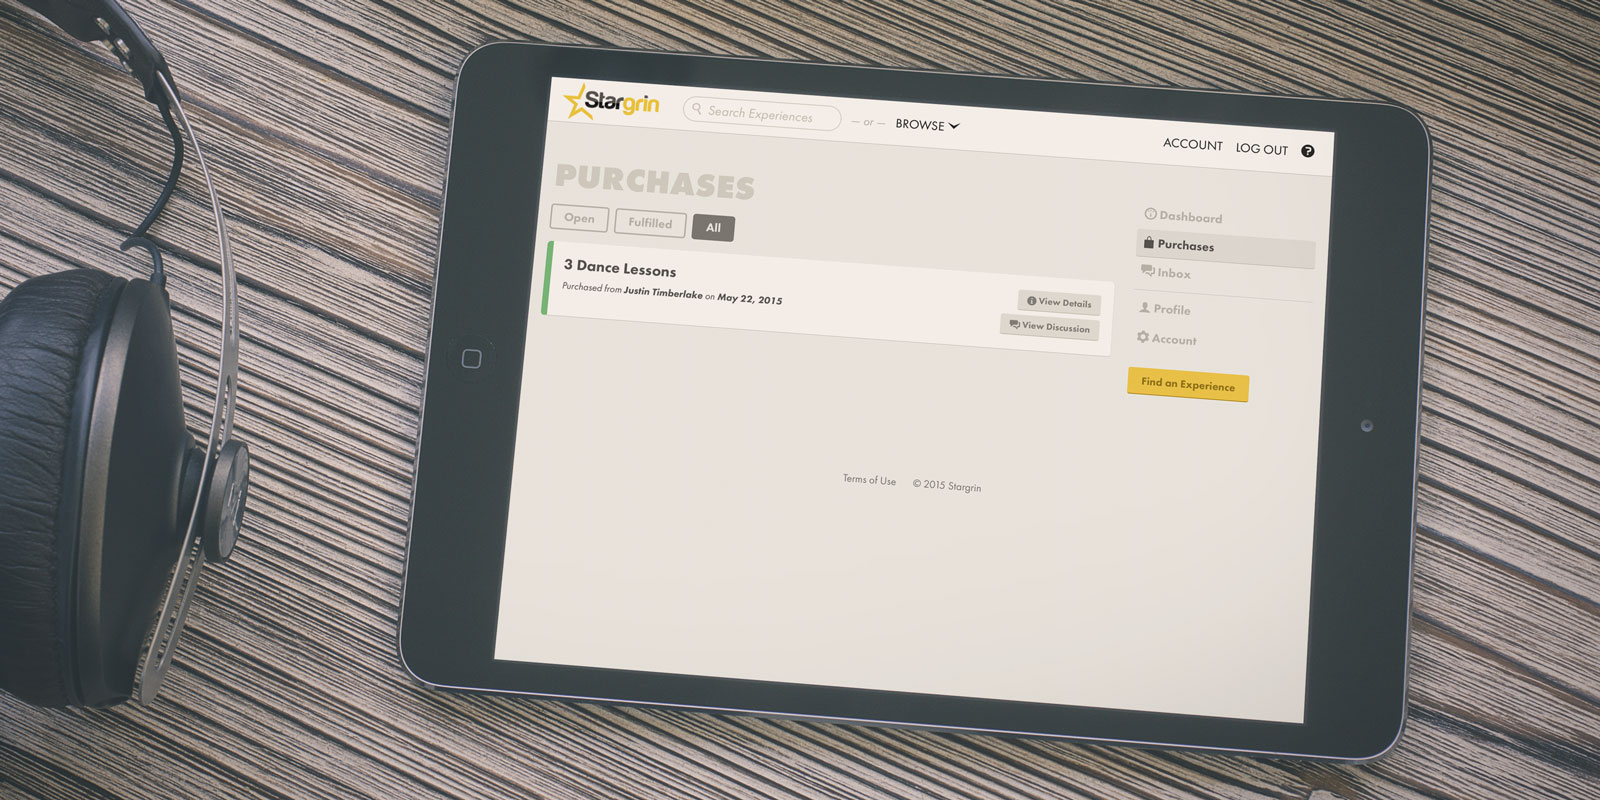 Stargrin
Search Experiences
— or —
BROWSE
ACCOUNT
LOG OUT
?
PURCHASES
Open
Fulfilled
All
3 Dance Lessons
Purchased from Justin Timberlake on May 22, 2015
View Details
View Discussion
Dashboard
Purchases
Inbox
Profile
Account
Find an Experience
Terms of Use
© 2015 Stargrin